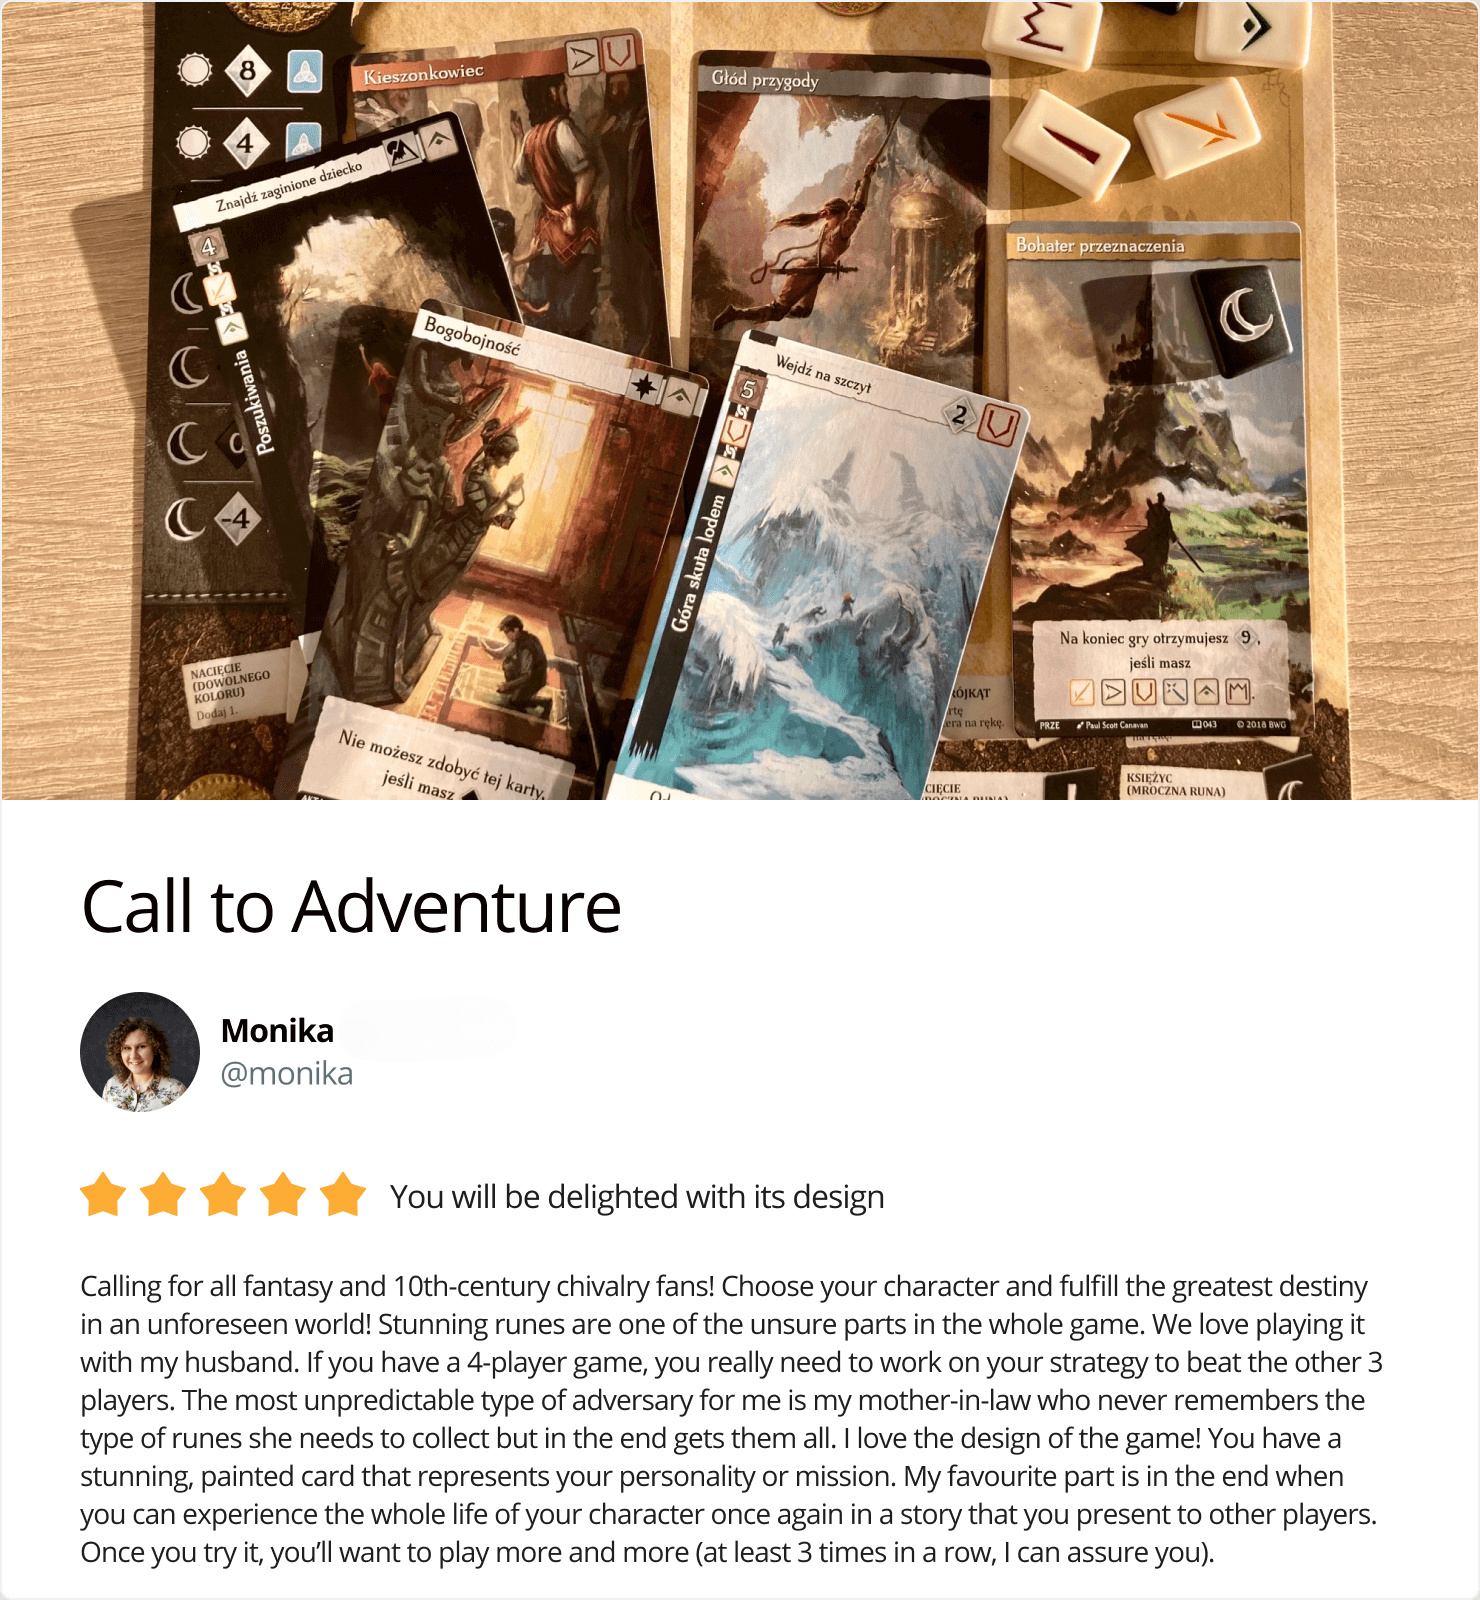 8
Kieszonkowiec
Głód przygody
4
Znajdź zaginione dziecko
4
Poszukiwania
Bohater przeznaczenia
Bogobojność
Wejdź na szczyt
5
2
Góra skuta lodem
-4
NACIĘCIE
(DOWOLNEGO
KOLORU)
Dodaj 1.
Nie możesz zdobyć tej karty,
jeśli masz
Na koniec gry otrzymujesz 9,
jeśli masz
PRZE Paul Scott Canavan 043 © 2018 BWG
na rękę.
KSIĘŻYC
(MROCZNA RUNA)
Call to Adventure
Monika
@monika
You will be delighted with its design
Calling for all fantasy and 10th-century chivalry fans! Choose your character and fulfill the greatest destiny
in an unforeseen world! Stunning runes are one of the unsure parts in the whole game. We love playing it
with my husband. If you have a 4-player game, you really need to work on your strategy to beat the other 3
players. The most unpredictable type of adversary for me is my mother-in-law who never remembers the
type of runes she needs to collect but in the end gets them all. I love the design of the game! You have a
stunning, painted card that represents your personality or mission. My favourite part is in the end when
you can experience the whole life of your character once again in a story that you present to other players.
Once you try it, you’ll want to play more and more (at least 3 times in a row, I can assure you).